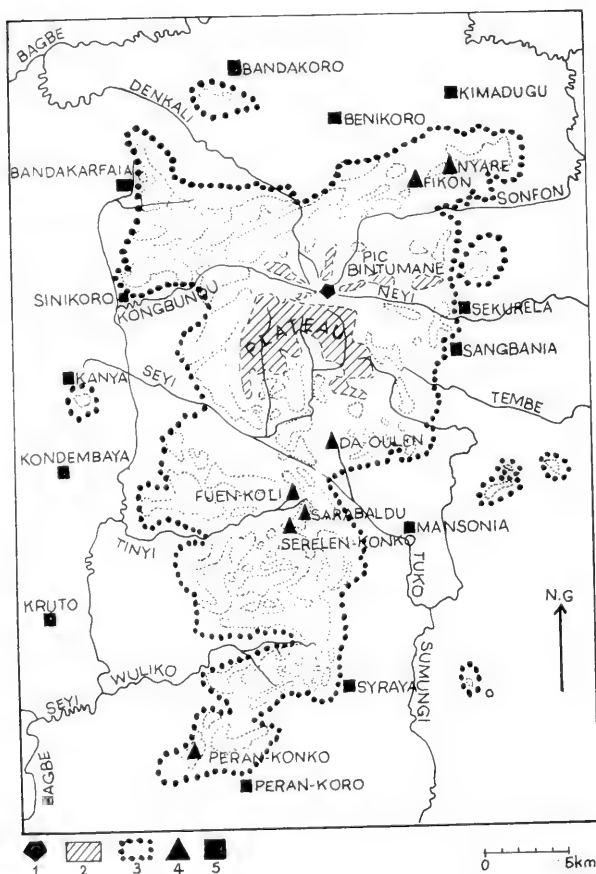 BAGBE
DENKALI
BANDAKORO
KIMADUGU
BENIKORO
BANDAKARFAIA
NYARE
FIKON
SONFON
PIC
BINTUMANE
SINIKORO
KONGBUNDU
NEYI
SEKURELA
PLATEAU
SANGBANIA
KANYA
SEYI
TEMBE
KONDEMBAYA
DA-OULEN
FUEN-KOLI
SARABALDU
SERELEN-KONKO
MANSONIA
TINYI
TUKO
N.G
KRUTO
WULIKO
SUMUNGI
SEYI
SYRAYA
BAGBE
PERAN-KONKO
PERAN-KORO
1 2 3 4 5
0 5km